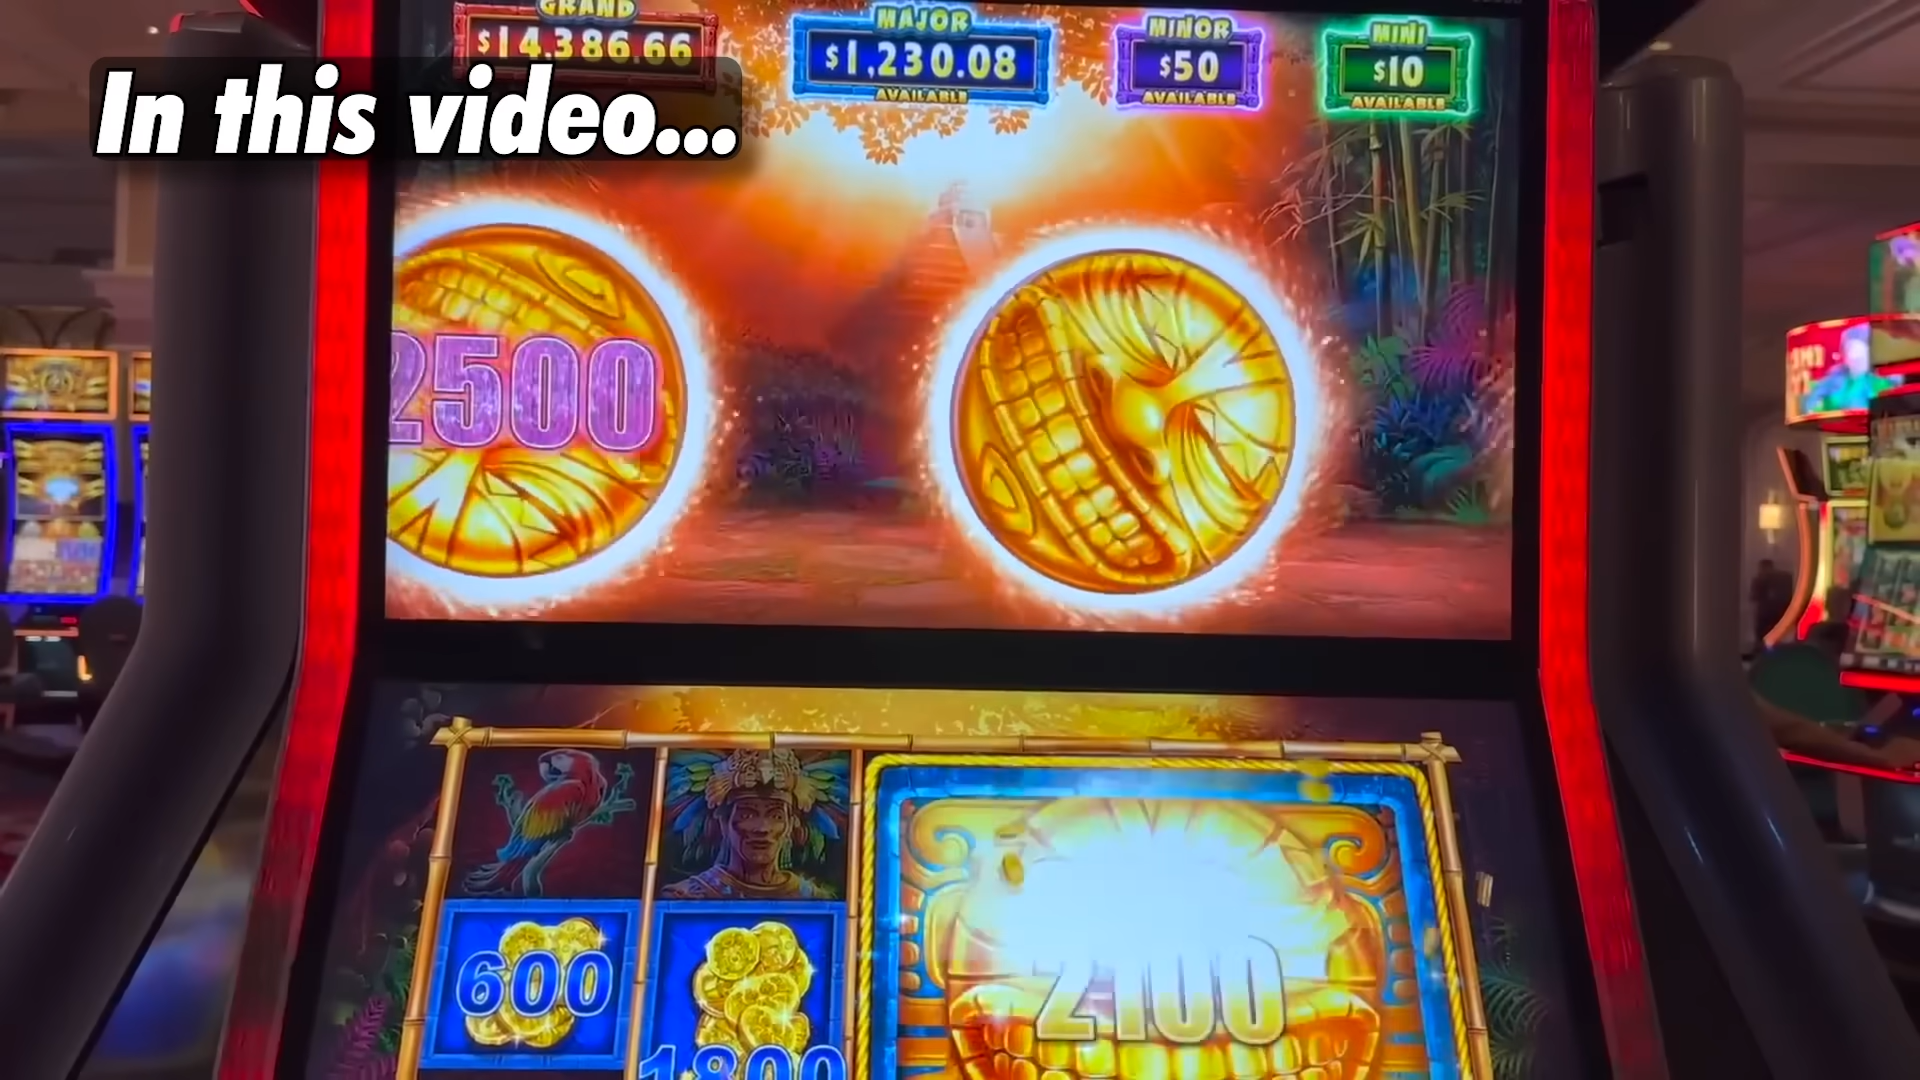 GRAND
$14,386.66
MAJOR
$1,230.08
AVAILABLE
MINOR
$50
AVAILABLE
MINI
$10
AVAILABLE
In this video...
2500
600
1800
2100